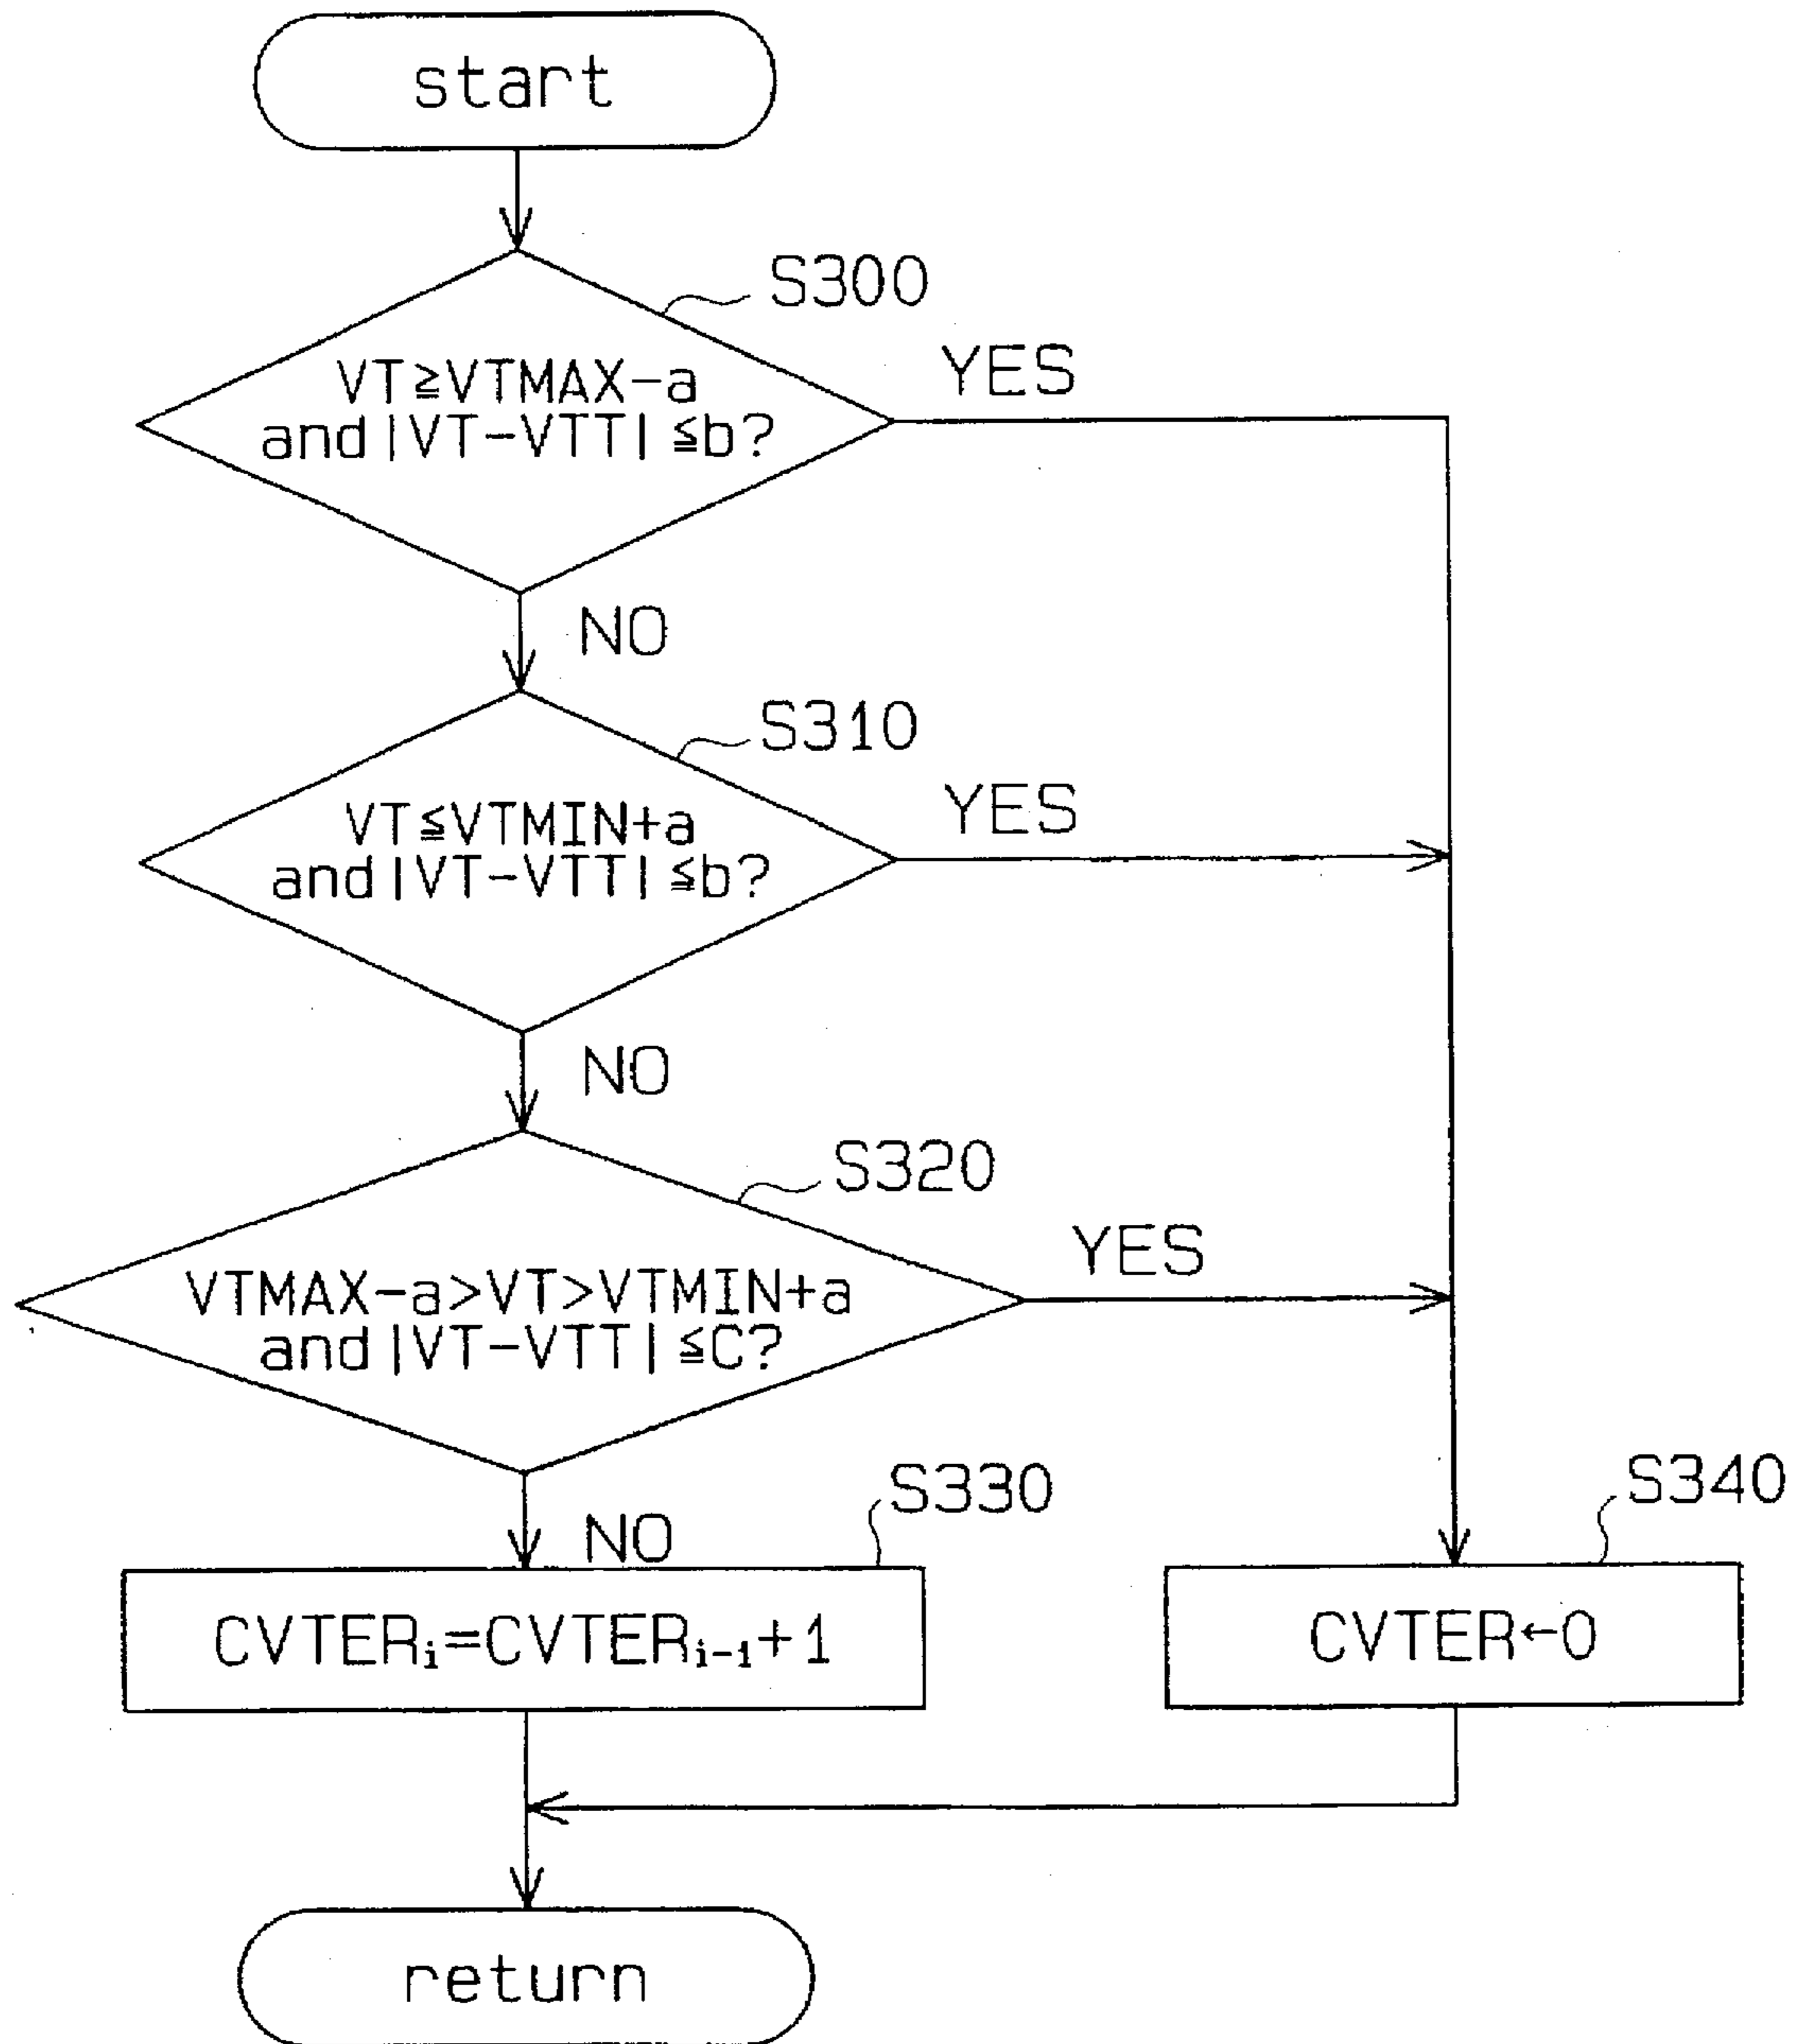 start
S300
VT≧VTMAX-a
and|VT-VTT|≦b?
YES
NO
S310
VT≦VTMIN+a
and|VT-VTT|≦b?
YES
NO
S320
VTMAX-a>VT>VTMIN+a
and|VT-VTT|≦C?
YES
NO
S330
CVTERᵢ=CVTERᵢ₋₁+1
S340
CVTER←0
return